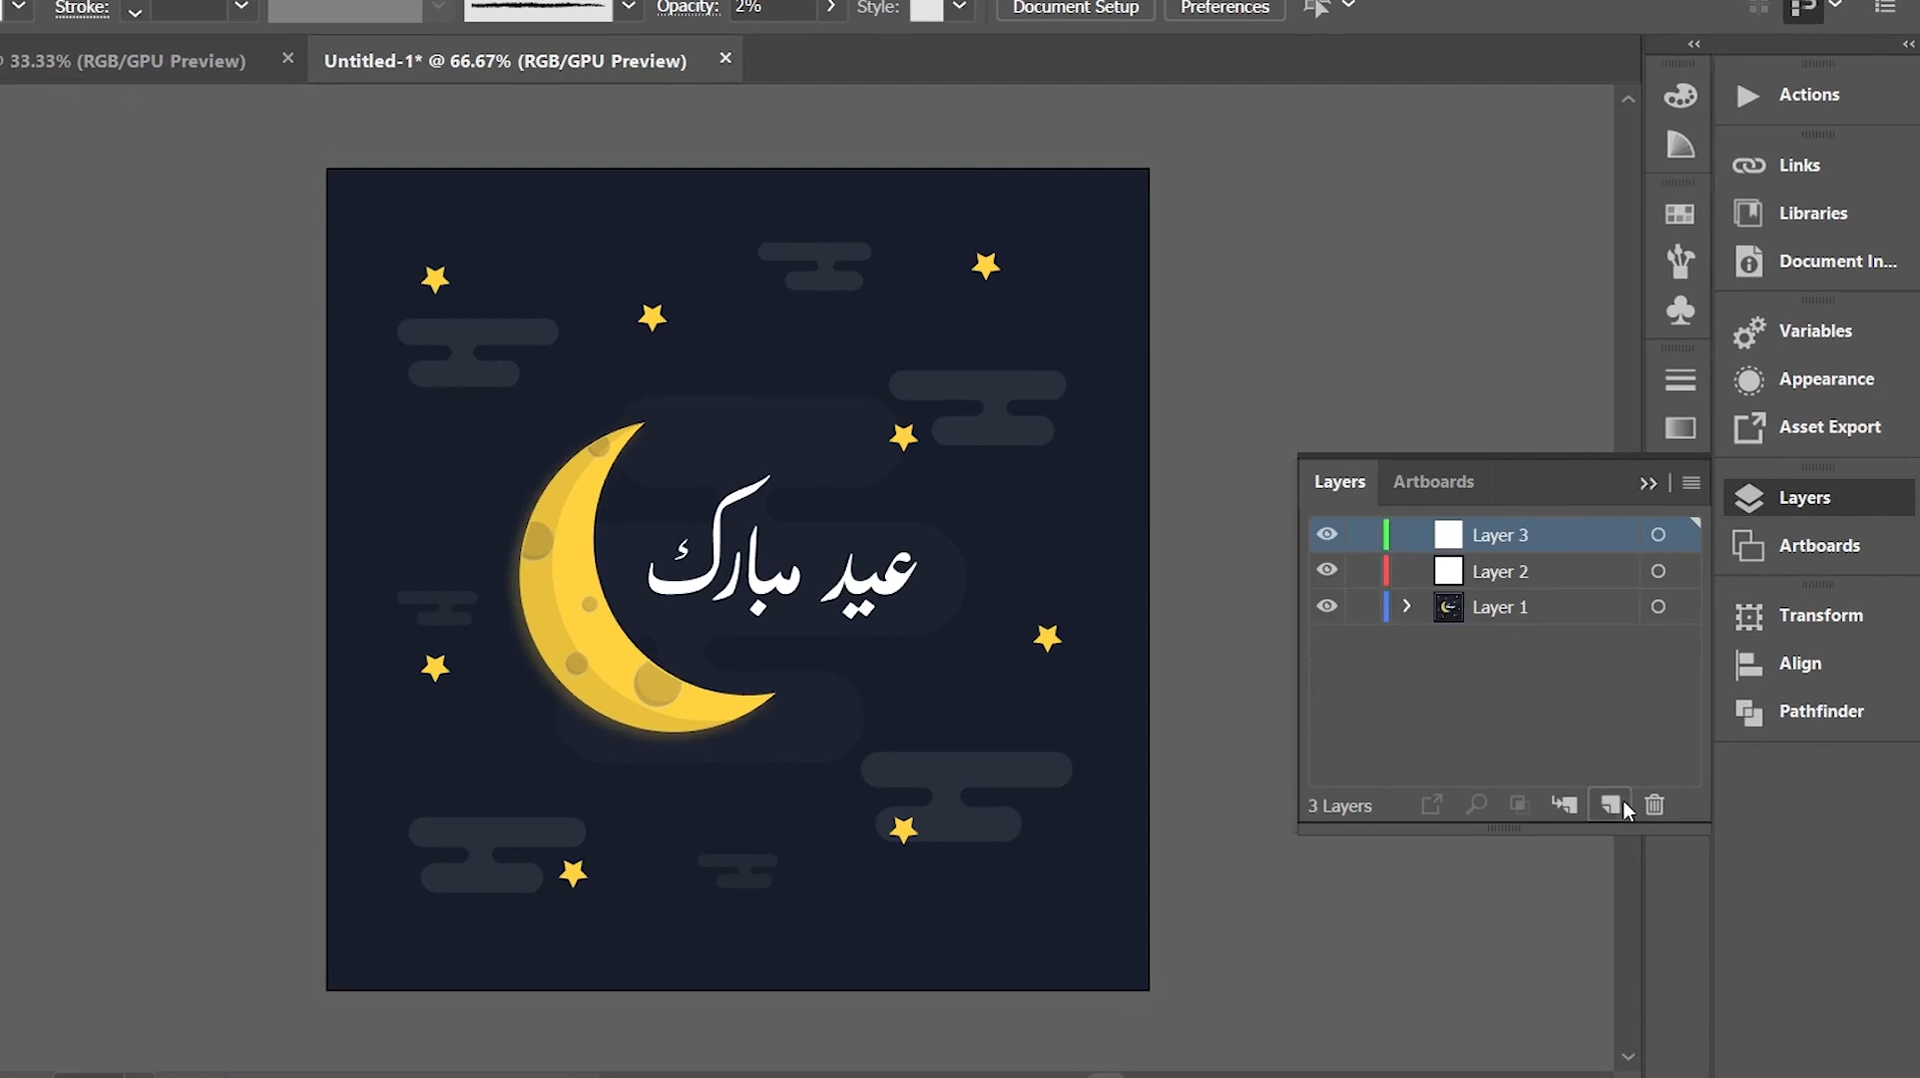 Stroke:
Opacity: 2%
Style:
Document Setup
Preferences
33.33% (RGB/GPU Preview)
Untitled-1* @ 66.67% (RGB/GPU Preview)
Actions
Links
Libraries
Document In...
Variables
Appearance
Asset Export
Layers
Artboards
Transform
Align
Pathfinder
Layers Artboards
Layer 3
Layer 2
Layer 1
3 Layers
عيد مبارك